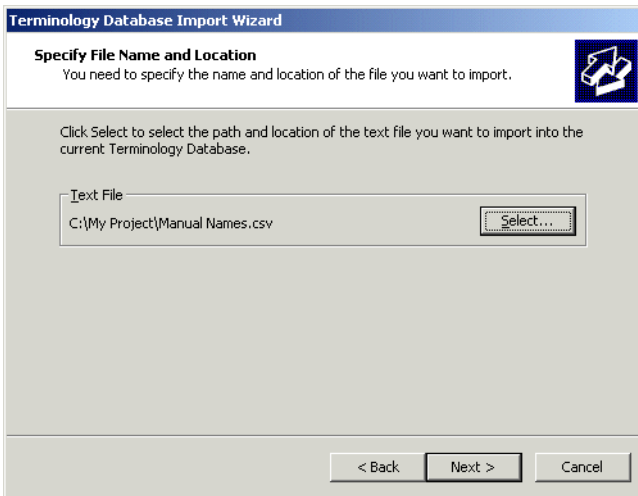 Terminology Database Import Wizard
Specify File Name and Location
You need to specify the name and location of the file you want to import.
Click Select to select the path and location of the text file you want to import into the
current Terminology Database.
Text File
C:\My Project\Manual Names.csv
Select...
< Back
Next >
Cancel